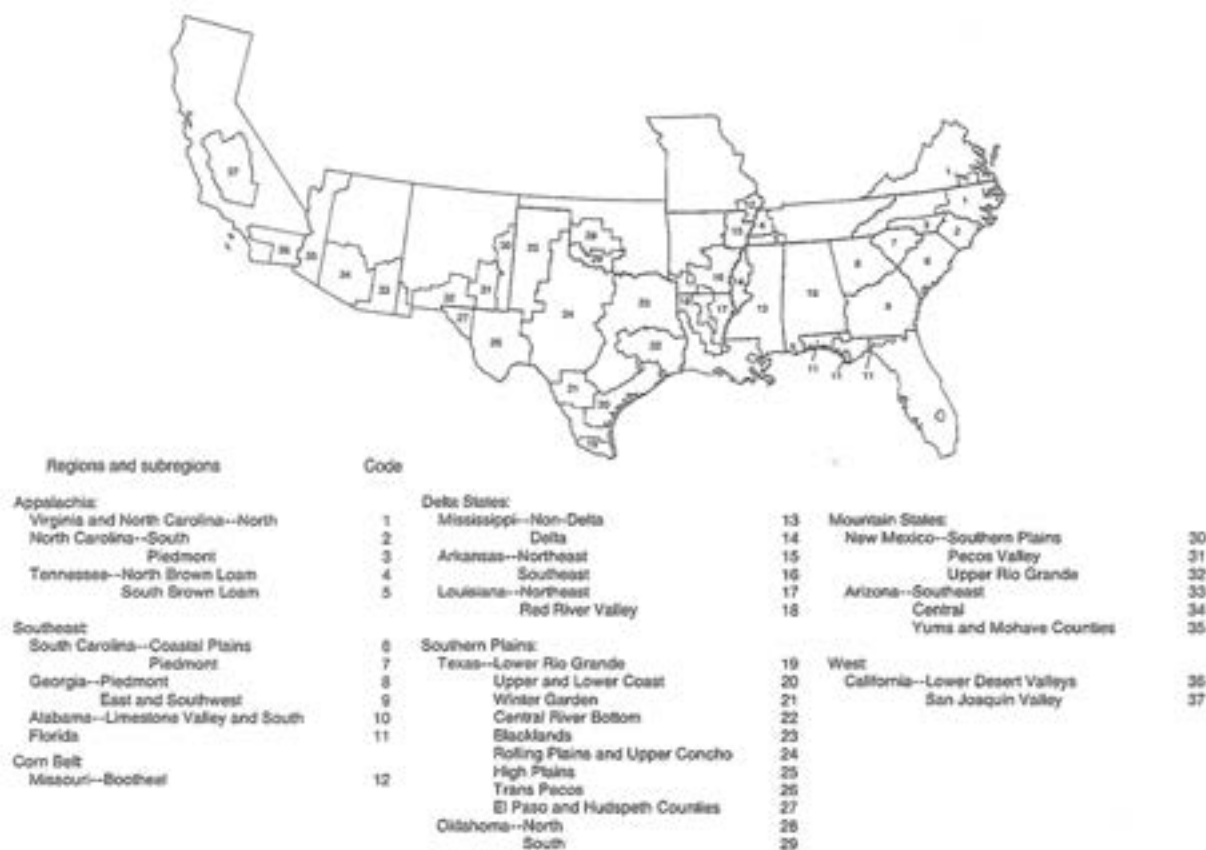 Regions and subregions Code
Appalachia:
Virginia and North Carolina--North 1
North Carolina--South 2
Piedmont 3
Tennessee--North Brown Loam 4
South Brown Loam 5
Southeast:
South Carolina--Coastal Plains 6
Piedmont 7
Georgia--Piedmont 8
East and Southwest 9
Alabama--Limestone Valley and South 10
Florida 11
Corn Belt
Missouri--Bootheel 12
Delta States:
Mississippi--Non-Delta 13
Delta 14
Arkansas--Northeast 15
Southeast 16
Louisiana--Northeast 17
Red River Valley 18
Southern Plains:
Texas--Lower Rio Grande 19
Upper and Lower Coast 20
Winter Garden 21
Central River Bottom 22
Blacklands 23
Rolling Plains and Upper Concho 24
High Plains 25
Trans Pecos 26
El Paso and Hudspeth Counties 27
Oklahoma--North 28
South 29
Mountain States:
New Mexico--Southern Plains 30
Pecos Valley 31
Upper Rio Grande 32
Arizona--Southeast 33
Central 34
Yuma and Mohave Counties 35
West
California--Lower Desert Valleys 36
San Joaquin Valley 37